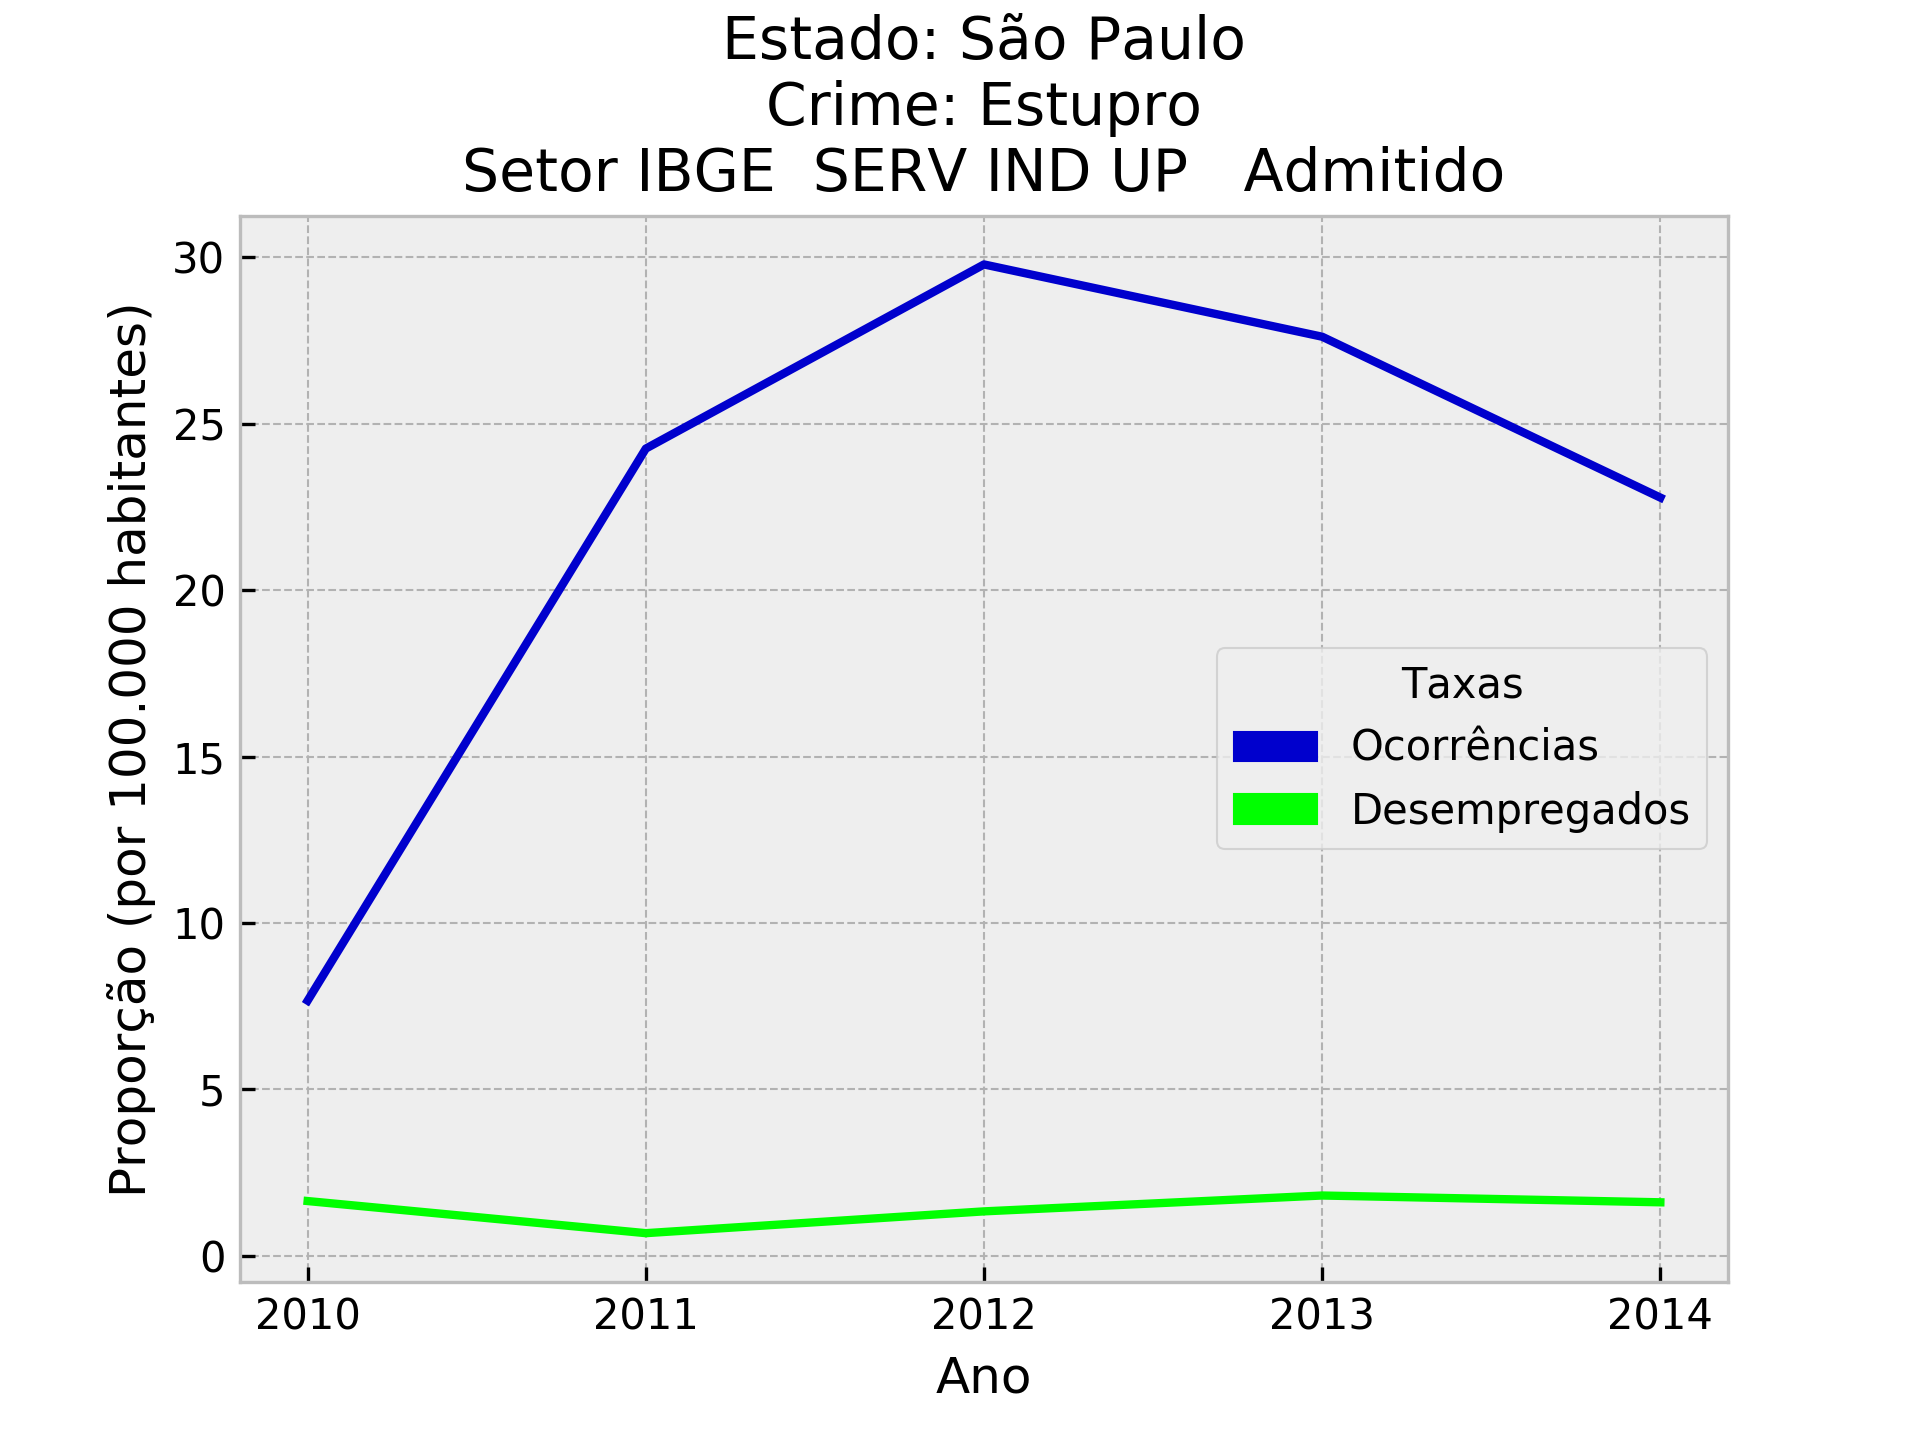 Estado: São Paulo
Crime: Estupro
Setor IBGE  SERV IND UP   Admitido
Proporção (por 100.000 habitantes)
30
25
20
15
10
5
0
Taxas
Ocorrências
Desempregados
2010 2011 2012 2013 2014
Ano